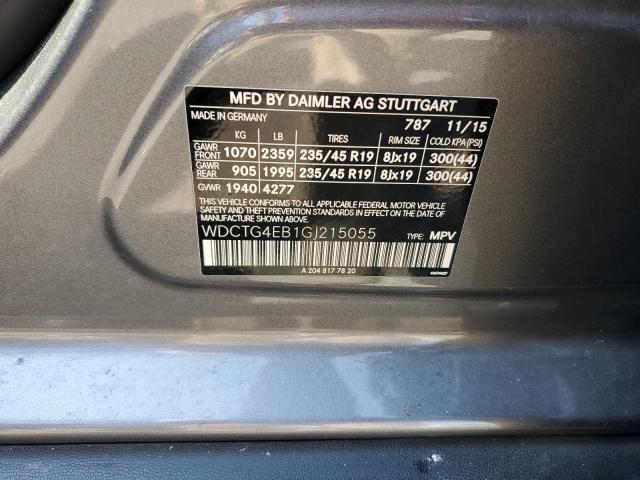 MFD BY DAIMLER AG STUTTGART
MADE IN GERMANY 787 11/15
KG LB TIRES RIM SIZE COLD KPA(PSI)
GAWR FRONT 1070 2359 235/45 R19 8Jx19 300(44)
GAWR REAR 905 1995 235/45 R19 8Jx19 300(44)
GVWR 1940 4277
THIS VEHICLE CONFORMS TO ALL APPLICABLE FEDERAL MOTOR VEHICLE
SAFETY, BUMPER, AND THEFT PREVENTION STANDARDS IN EFFECT ON THE DATE OF
MANUFACTURE SHOWN ABOVE.
WDCTG4EB1GJ215055 TYPE: MPV
A 204 817 78 20